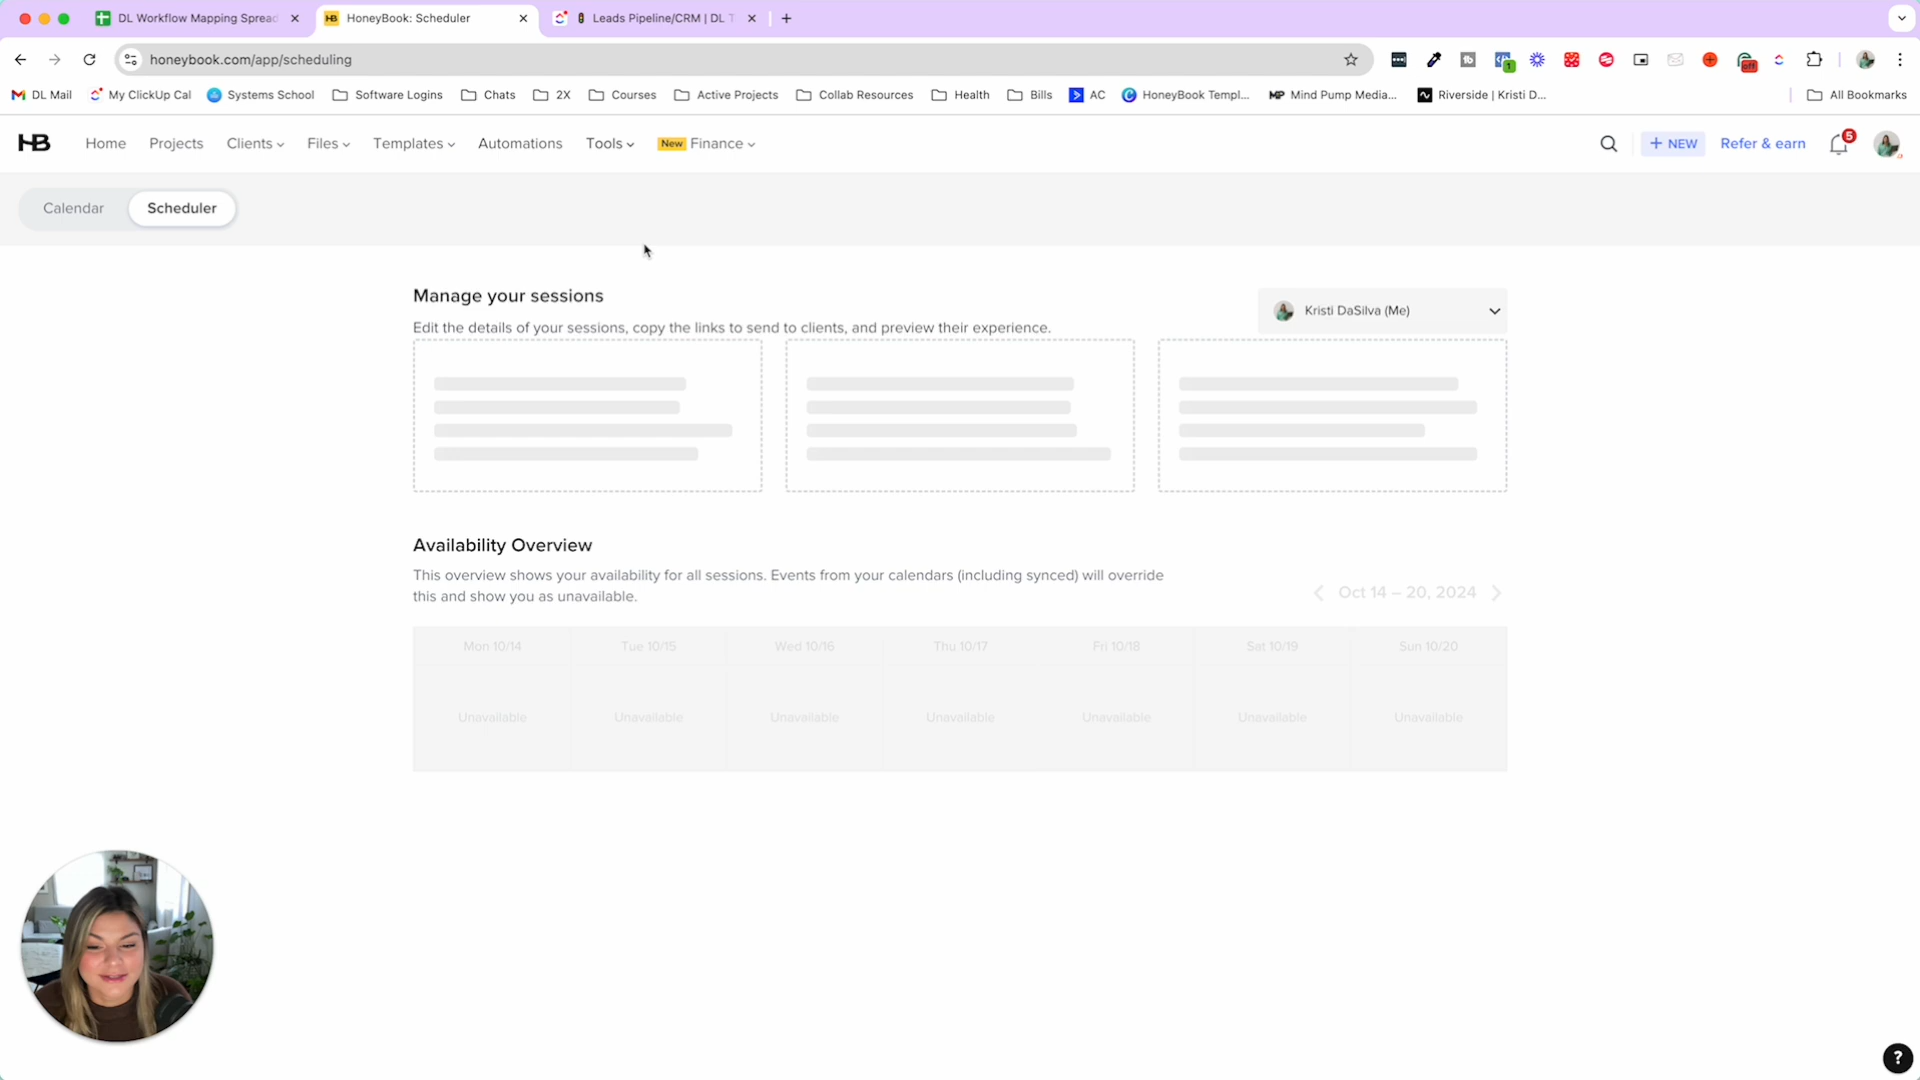 DL Workflow Mapping Spread
HoneyBook: Scheduler
Leads Pipeline/CRM | DL T
honeybook.com/app/scheduling
1
off
DL Mail
My ClickUp Cal
Systems School
Software Logins
Chats
2X
Courses
Active Projects
Collab Resources
Health
Bills
AC
HoneyBook Templ...
MP Mind Pump Media...
Riverside | Kristi D...
All Bookmarks
HB
Home
Projects
Clients
Files
Templates
Automations
Tools
New Finance
+ NEW
Refer & earn
5
Calendar
Scheduler
Manage your sessions
Kristi DaSilva (Me)
Edit the details of your sessions, copy the links to send to clients, and preview their experience.
Availability Overview
This overview shows your availability for all sessions. Events from your calendars (including synced) will override
this and show you as unavailable.
Oct 14 – 20, 2024
Mon 10/14
Tue 10/15
Wed 10/16
Thu 10/17
Fri 10/18
Sat 10/19
Sun 10/20
Unavailable
Unavailable
Unavailable
Unavailable
Unavailable
Unavailable
Unavailable
?